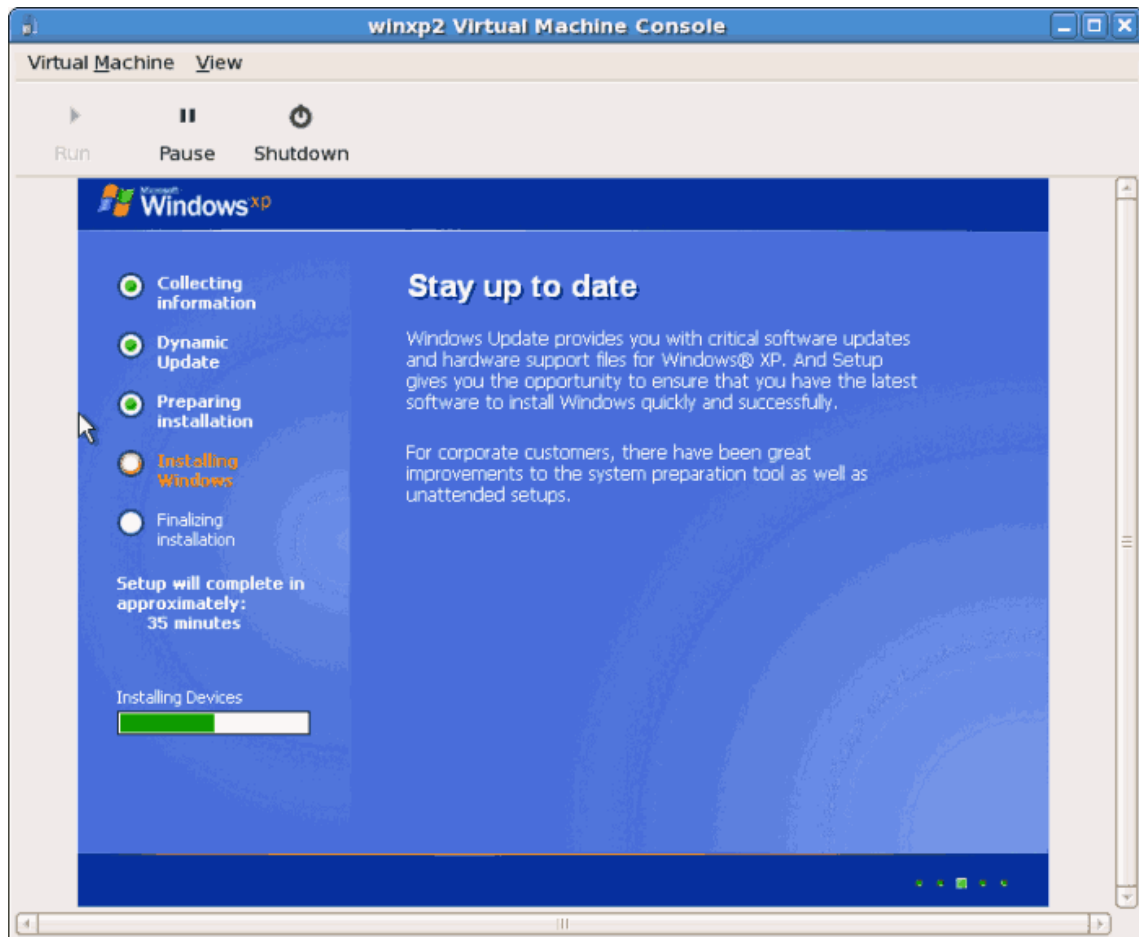 winxp2 Virtual Machine Console
Virtual Machine View
Run Pause Shutdown
Microsoft
Windows xp
Collecting
information
Dynamic
Update
Preparing
installation
Installing
Windows
Finalizing
installation
Setup will complete in
approximately:
35 minutes
Installing Devices
Stay up to date
Windows Update provides you with critical software updates
and hardware support files for Windows® XP. And Setup
gives you the opportunity to ensure that you have the latest
software to install Windows quickly and successfully.
For corporate customers, there have been great
improvements to the system preparation tool as well as
unattended setups.